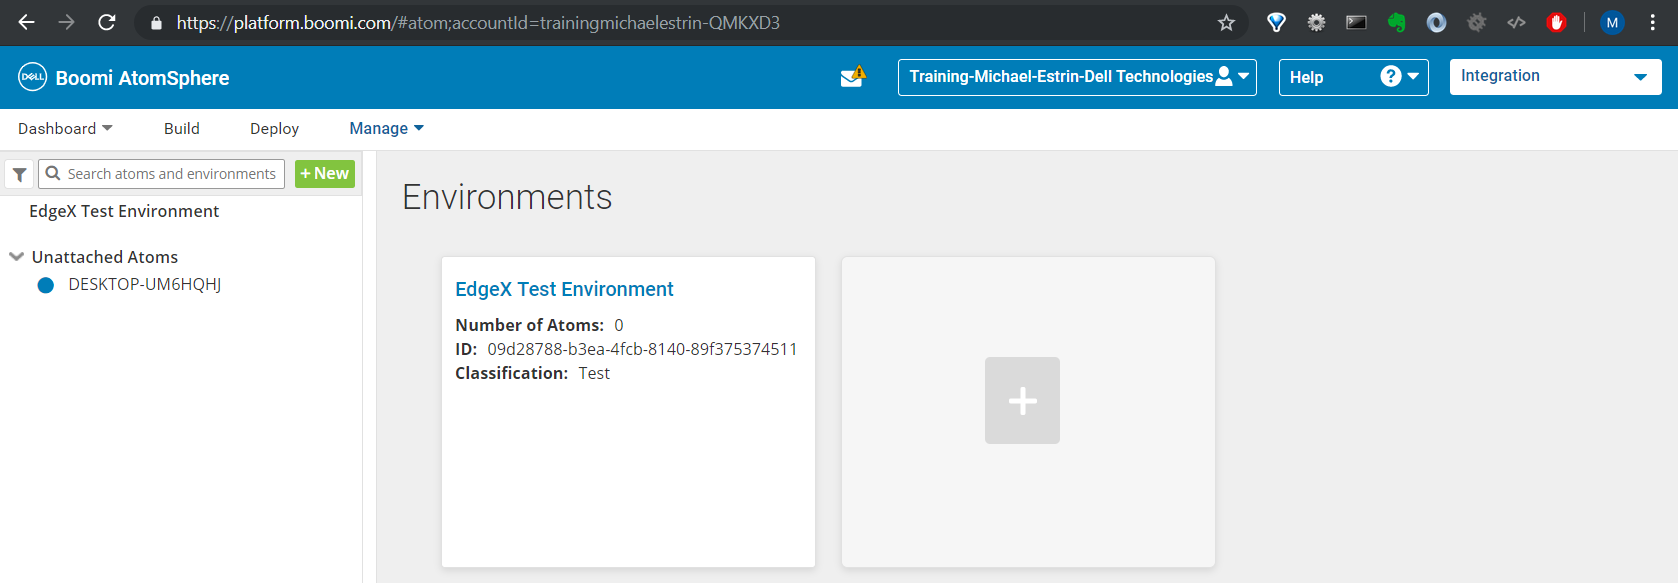 https://platform.boomi.com/#atom;accountId=trainingmichaelestrin-QMKXD3
M
DELL Boomi AtomSphere
Training-Michael-Estrin-Dell Technologies
Help ?
Integration
Dashboard Build Deploy Manage
Search atoms and environments
+ New
EdgeX Test Environment
Unattached Atoms
DESKTOP-UM6HQHJ
Environments
EdgeX Test Environment
Number of Atoms: 0
ID: 09d28788-b3ea-4fcb-8140-89f375374511
Classification: Test